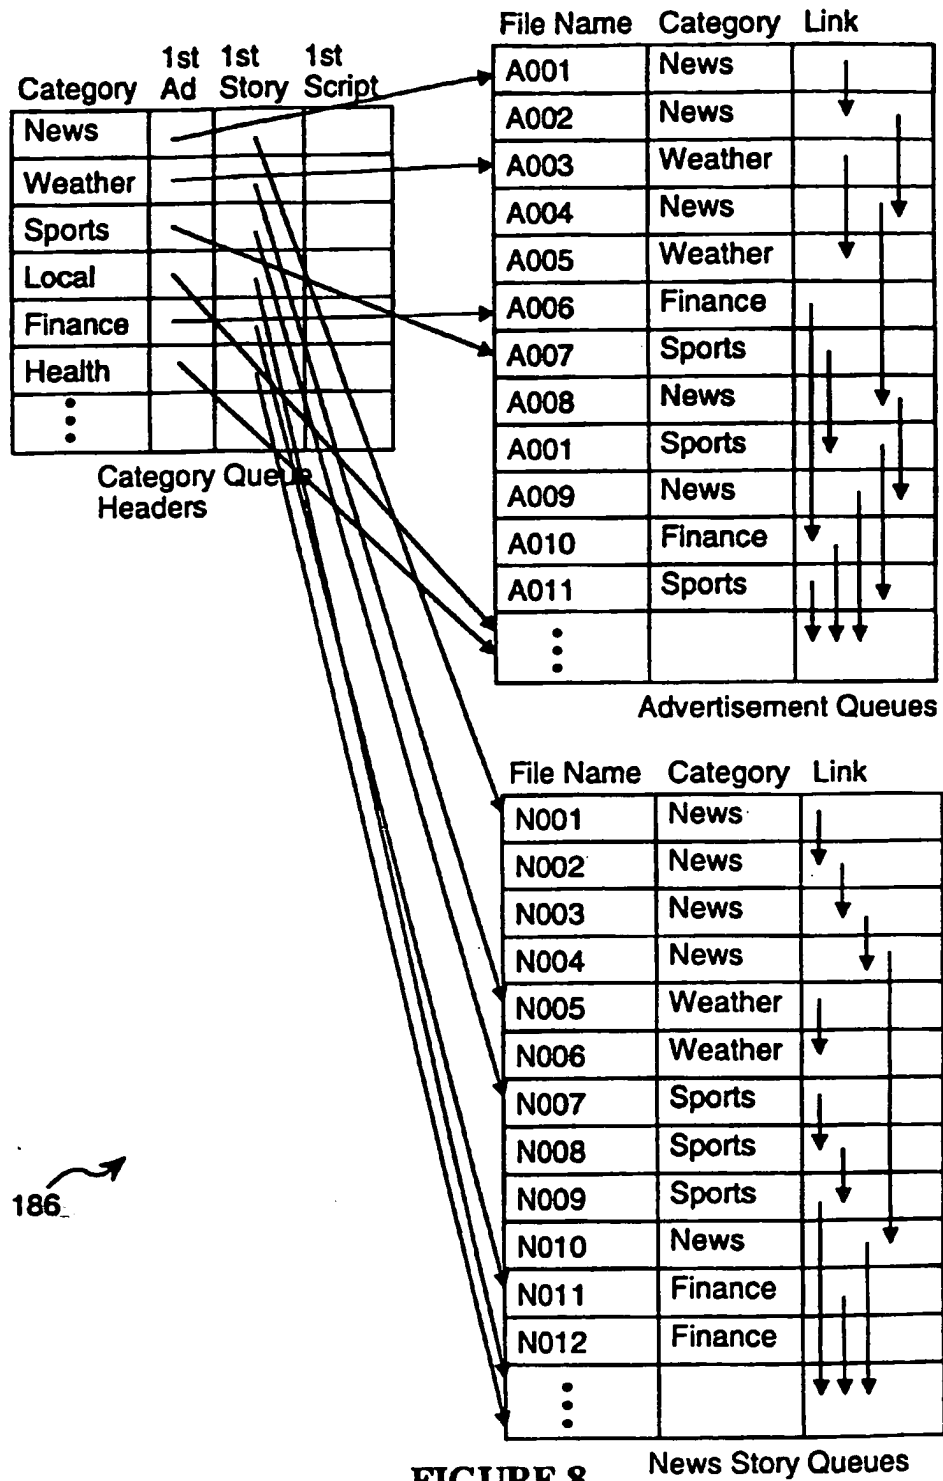 Category 1st Ad 1st Story 1st Script
News
Weather
Sports
Local
Finance
Health
Category Queue
Headers
File Name Category Link
A001 News
A002 News
A003 Weather
A004 News
A005 Weather
A006 Finance
A007 Sports
A008 News
A001 Sports
A009 News
A010 Finance
A011 Sports
Advertisement Queues
File Name Category Link
N001 News
N002 News
N003 News
N004 News
N005 Weather
N006 Weather
N007 Sports
N008 Sports
N009 Sports
N010 News
N011 Finance
N012 Finance
News Story Queues
186
FIGURE 8